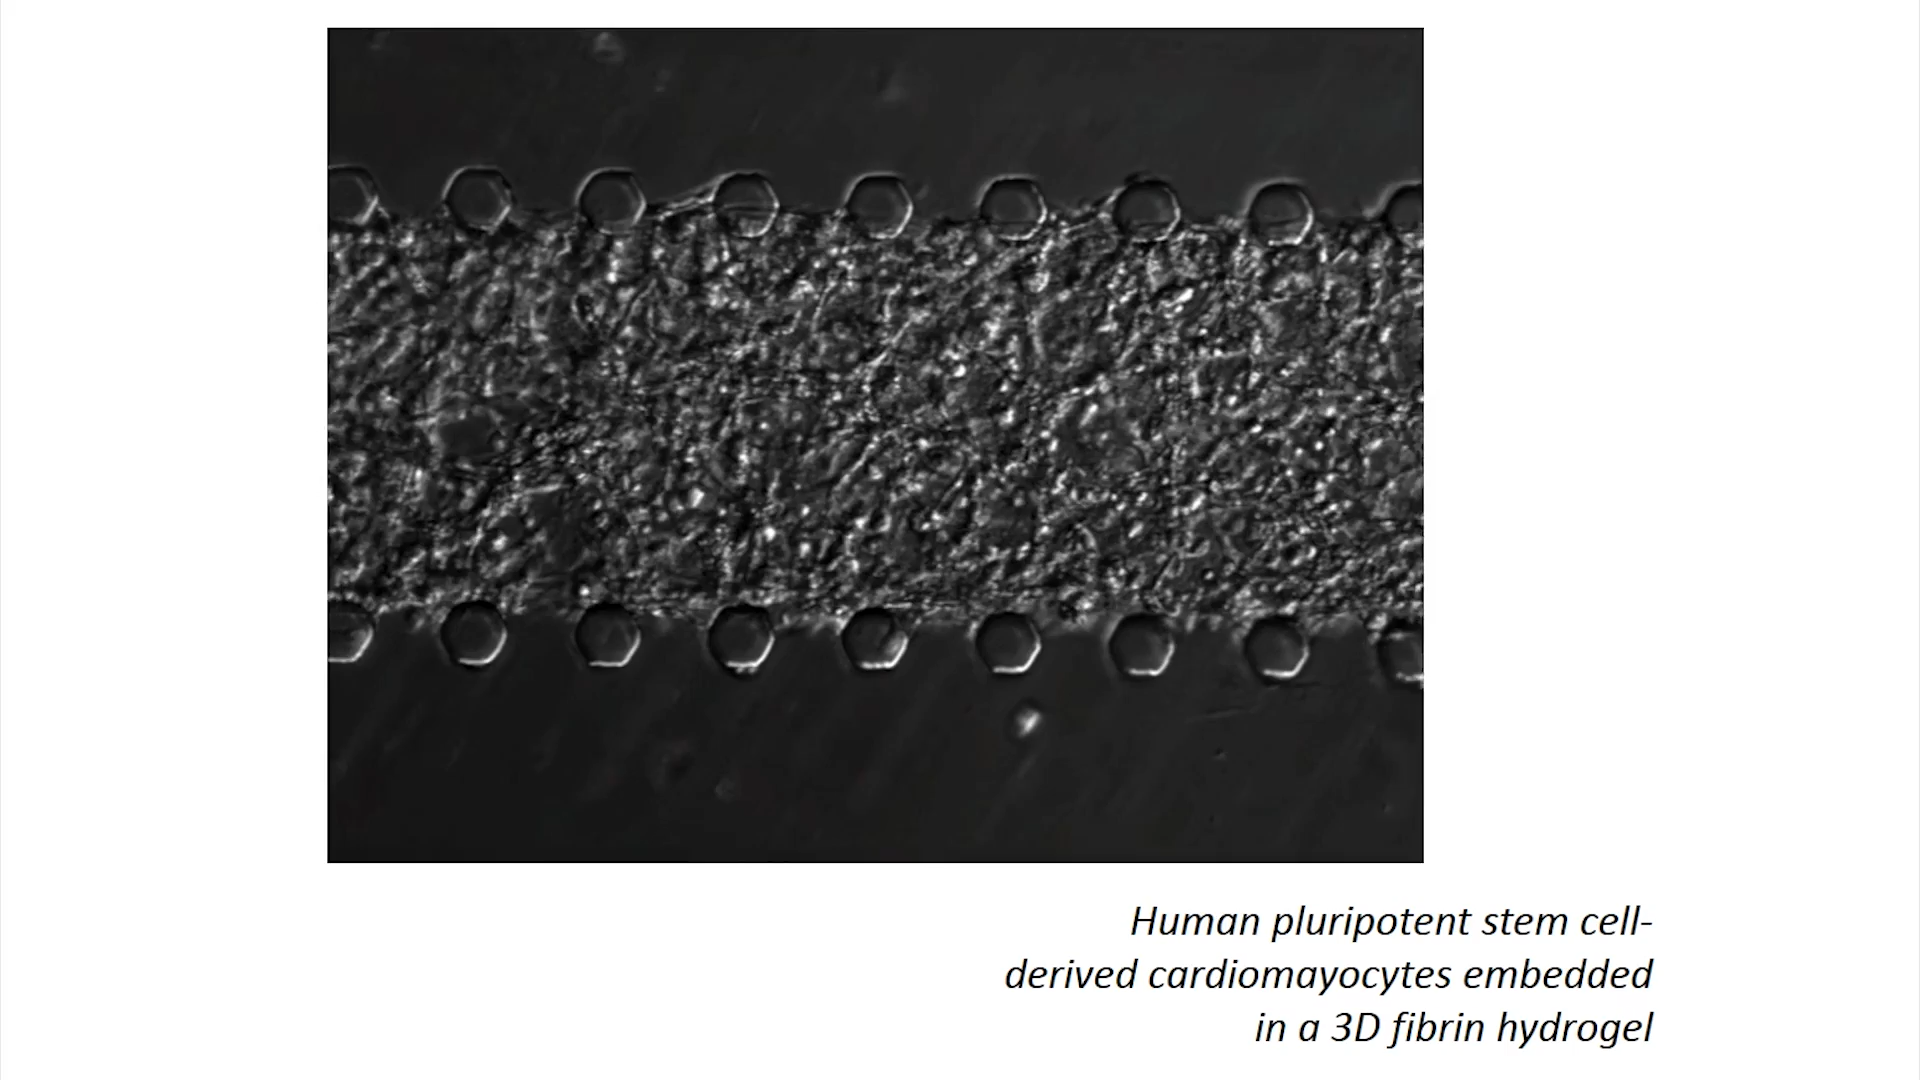 Human pluripotent stem cell-
derived cardiomayocytes embedded
in a 3D fibrin hydrogel